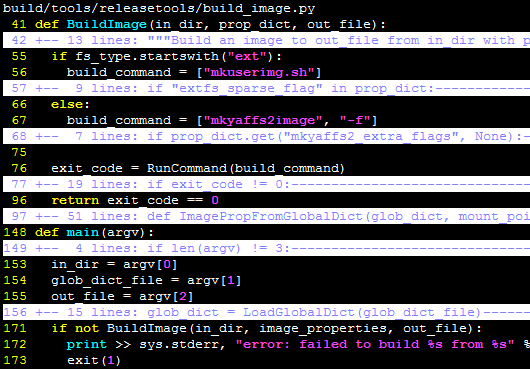 build/tools/releasetools/build_image.py
41 def BuildImage(in_dir, prop_dict, out_file):
42 +-- 13 lines: """Build an image to out_file from in_dir with p
55 if fs_type.startswith("ext"):
56 build_command = ["mkuserimg.sh"]
57 +-- 9 lines: if "extfs_sparse_flag" in prop_dict:------------
66 else:
67 build_command = ["mkyaffs2image", "-f"]
68 +-- 7 lines: if prop_dict.get("mkyaffs2_extra_flags", None):-
75
76 exit_code = RunCommand(build_command)
77 +-- 19 lines: if exit_code != 0:------------------------------
96 return exit_code == 0
97 +-- 51 lines: def ImagePropFromGlobalDict(glob_dict, mount_poi
148 def main(argv):
149 +-- 4 lines: if len(argv) != 3:------------------------------
153 in_dir = argv[0]
154 glob_dict_file = argv[1]
155 out_file = argv[2]
156 +-- 15 lines: glob_dict = LoadGlobalDict(glob_dict_file)------
171 if not BuildImage(in_dir, image_properties, out_file):
172 print >> sys.stderr, "error: failed to build %s from %s" %
173 exit(1)